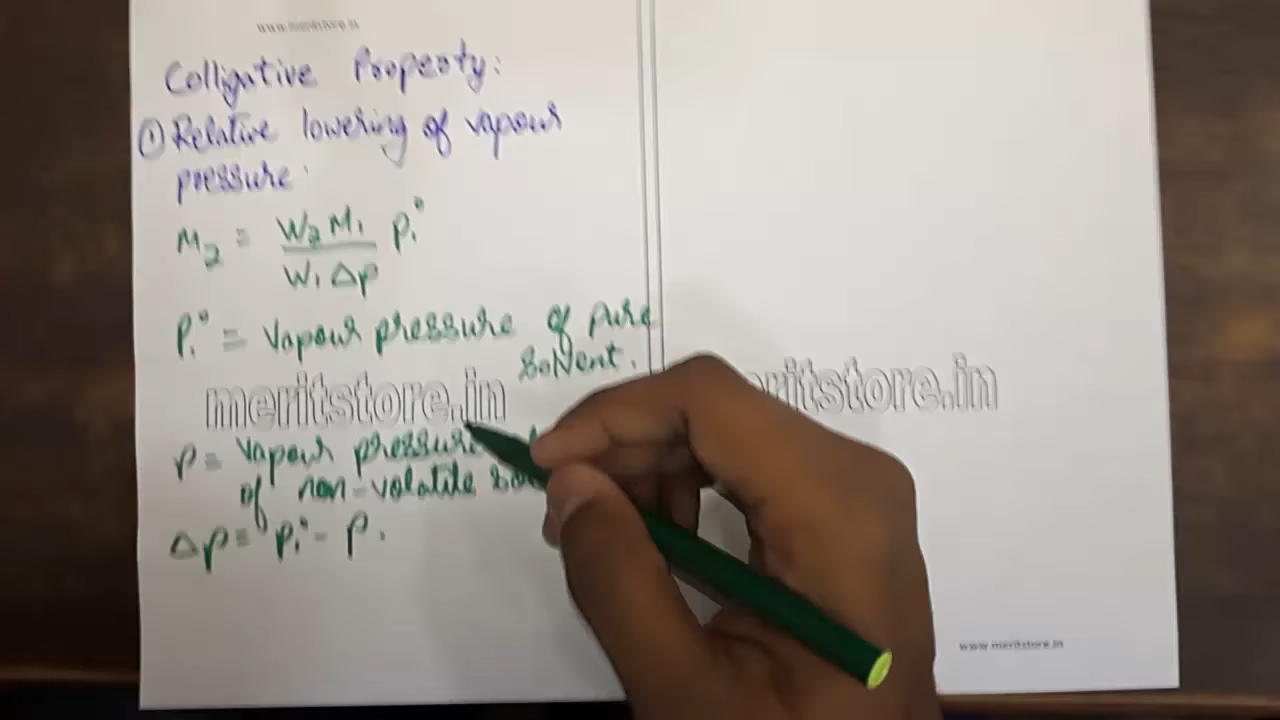 www.meritstore.in
Colligative Property:
① Relative lowering of vapour
pressure:
M₂ = W₂ M₁ / W₁ Δp P₁°
P₁° = Vapour pressure of pure
solvent.
meritstore.in
P = Vapour pressure
of non-volatile
Δp = P₁° - P.
ritstore.in
www.meritstore.in